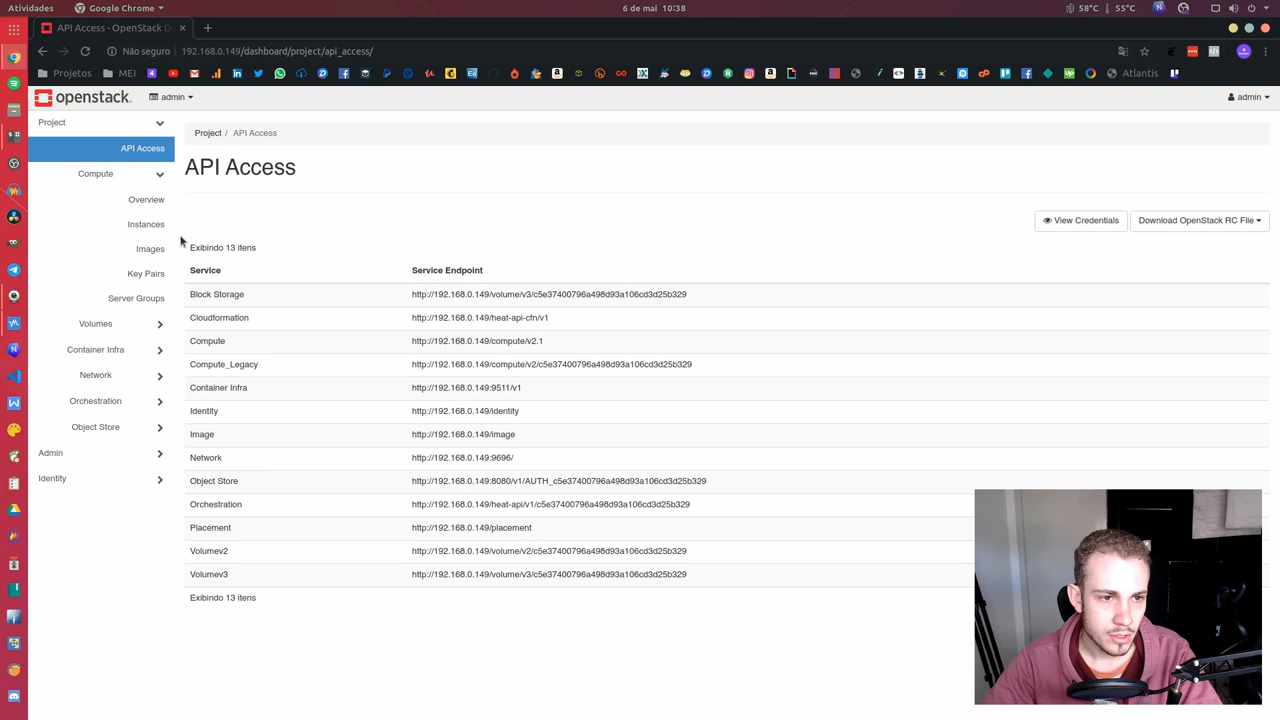 Atividades Google Chrome 6 de mai 10:38 58°C 55°C
API Access - OpenStack D
Não seguro 192.168.0.149/dashboard/project/api_access/
Projetos MEI Atlantis
openstack. admin admin
Project
API Access
Compute
Overview
Instances
Images
Key Pairs
Server Groups
Volumes
Container Infra
Network
Orchestration
Object Store
Admin
Identity
Project / API Access
API Access
View Credentials Download OpenStack RC File
Exibindo 13 itens
Service Service Endpoint
Block Storage http://192.168.0.149/volume/v3/c5e37400796a498d93a106cd3d25b329
Cloudformation http://192.168.0.149/heat-api-cfn/v1
Compute http://192.168.0.149/compute/v2.1
Compute_Legacy http://192.168.0.149/compute/v2/c5e37400796a498d93a106cd3d25b329
Container Infra http://192.168.0.149:9511/v1
Identity http://192.168.0.149/identity
Image http://192.168.0.149/image
Network http://192.168.0.149:9696/
Object Store http://192.168.0.149:8080/v1/AUTH_c5e37400796a498d93a106cd3d25b329
Orchestration http://192.168.0.149/heat-api/v1/c5e37400796a498d93a106cd3d25b329
Placement http://192.168.0.149/placement
Volumev2 http://192.168.0.149/volume/v2/c5e37400796a498d93a106cd3d25b329
Volumev3 http://192.168.0.149/volume/v3/c5e37400796a498d93a106cd3d25b329
Exibindo 13 itens